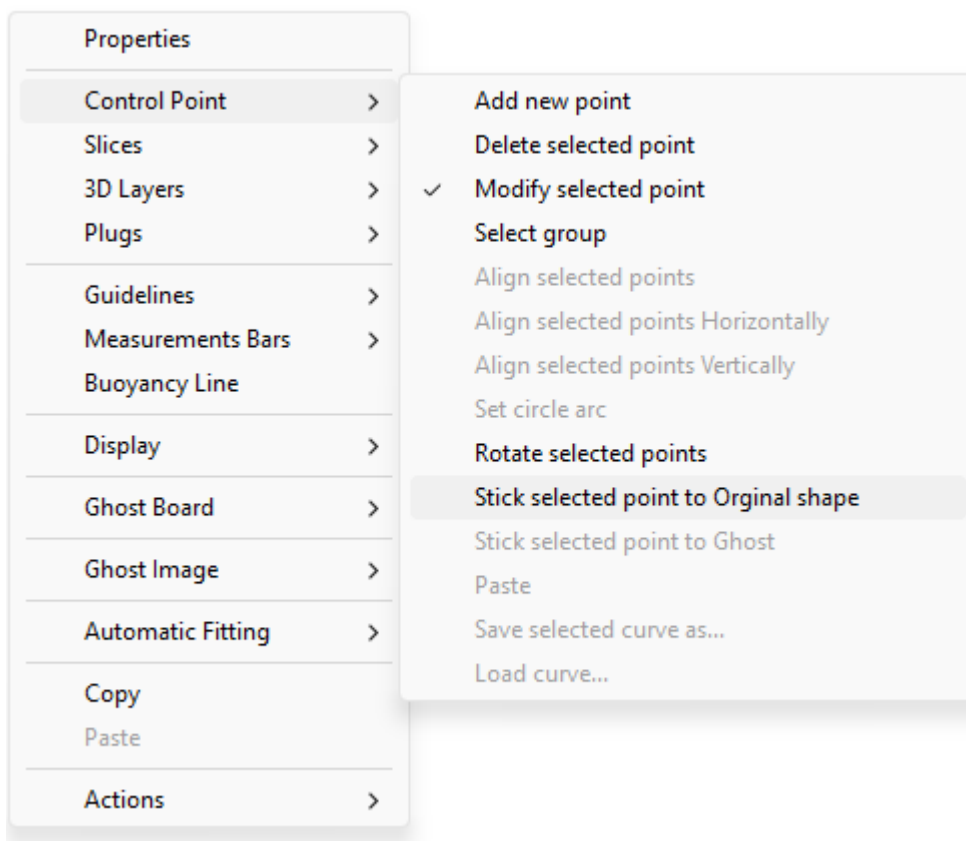 Properties
Control Point
Slices
3D Layers
Plugs
Guidelines
Measurements Bars
Buoyancy Line
Display
Ghost Board
Ghost Image
Automatic Fitting
Copy
Paste
Actions
Add new point
Delete selected point
Modify selected point
Select group
Align selected points
Align selected points Horizontally
Align selected points Vertically
Set circle arc
Rotate selected points
Stick selected point to Orginal shape
Stick selected point to Ghost
Paste
Save selected curve as...
Load curve...